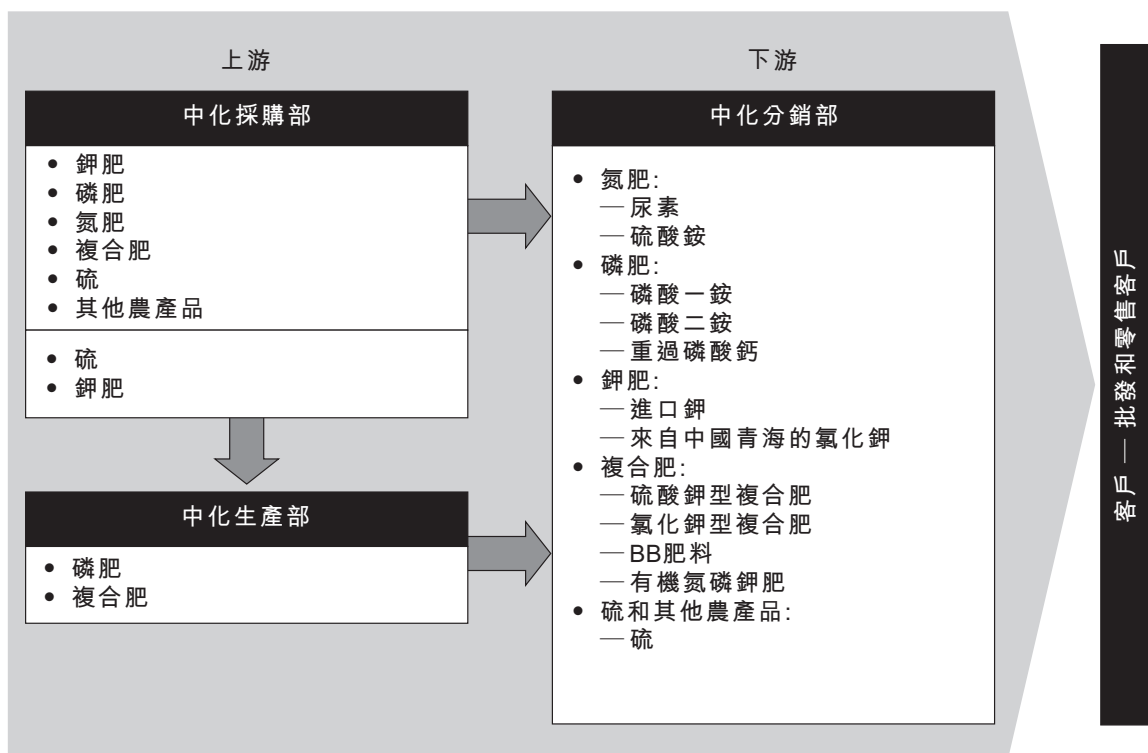 上游
中化採購部
• 鉀肥
• 磷肥
• 氮肥
• 複合肥
• 硫
• 其他農產品
• 硫
• 鉀肥
中化生產部
• 磷肥
• 複合肥
下游
中化分銷部
• 氮肥:
—尿素
—硫酸銨
• 磷肥:
—磷酸一銨
—磷酸二銨
—重過磷酸鈣
• 鉀肥:
—進口鉀
—來自中國青海的氯化鉀
• 複合肥:
—硫酸鉀型複合肥
—氯化鉀型複合肥
—BB肥料
—有機氮磷鉀肥
• 硫和其他農產品:
—硫
客戶 — 批發和零售客戶